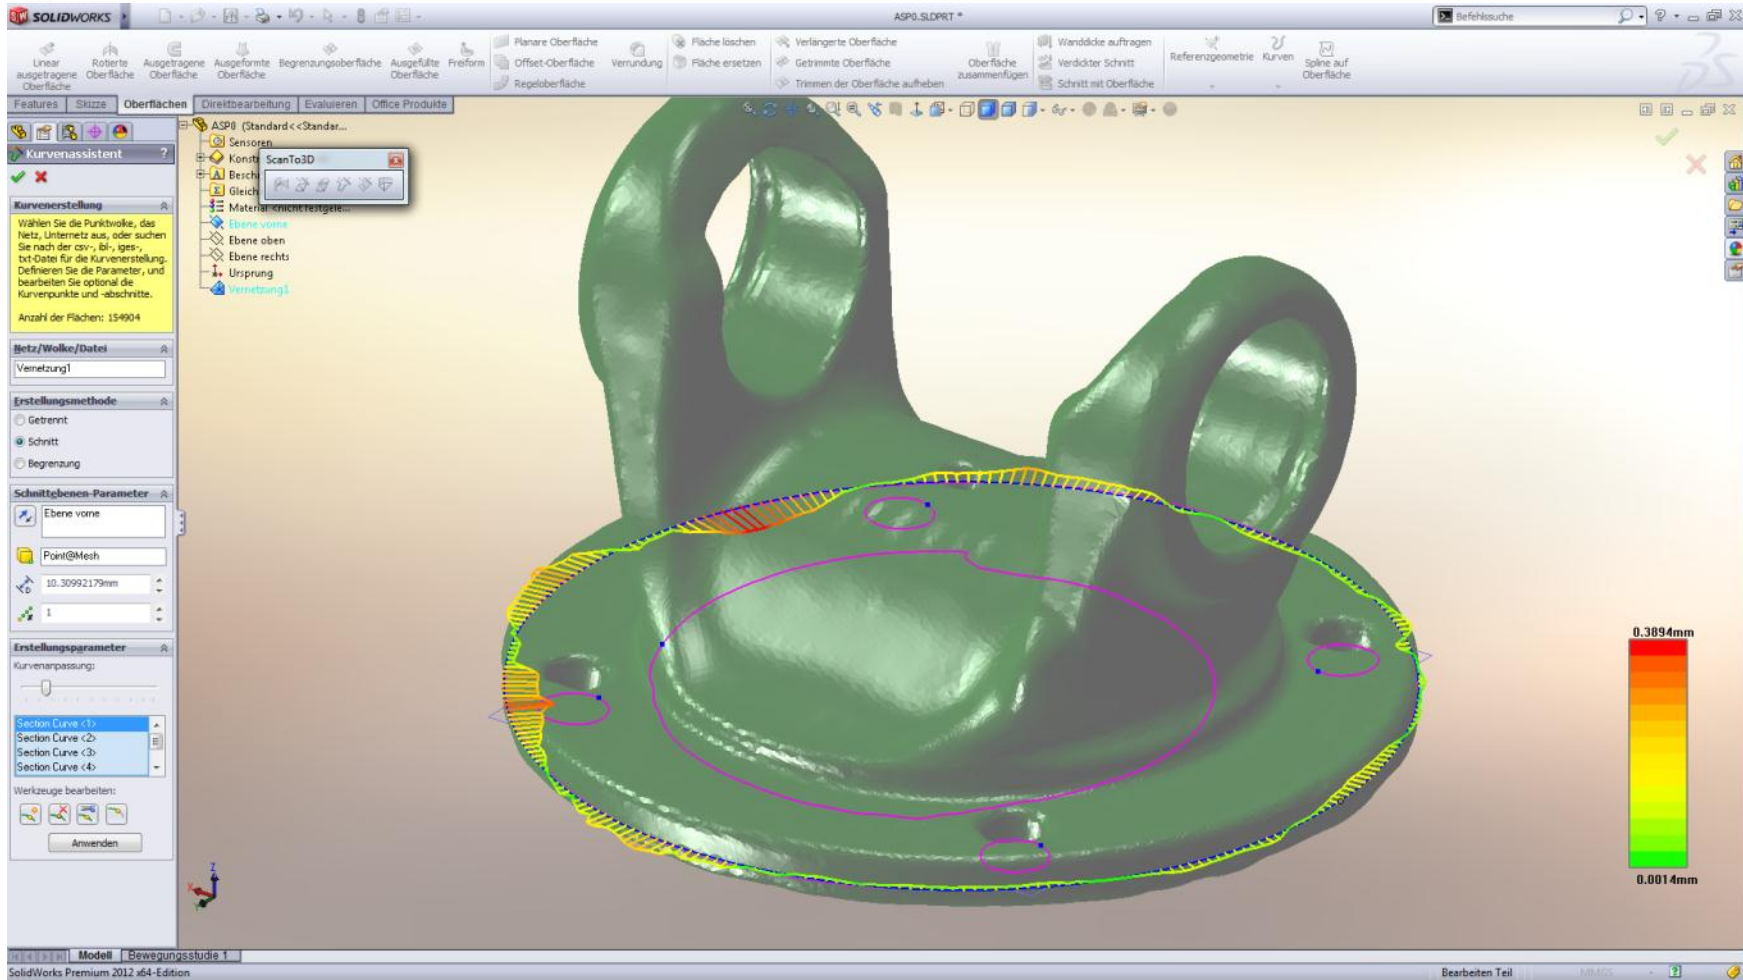 SOLIDWORKS
ASP0.SLDPRT *
Befehlssuche
Linear ausgetragene Oberfläche
Rotierte Oberfläche
Ausgetragene Oberfläche
Ausgeformte Oberfläche
Begrenzungsoberfläche
Ausgefüllte Oberfläche
Freiform
Planare Oberfläche
Offset-Oberfläche
Regeloberfläche
Verrundung
Fläche löschen
Fläche ersetzen
Verlängerte Oberfläche
Getrimmte Oberfläche
Trimmen der Oberfläche aufheben
Oberfläche zusammenfügen
Wanddicke auftragen
Verdickter Schnitt
Schnitt mit Oberfläche
Referenzgeometrie
Kurven
Spline auf Oberfläche
Features
Skizze
Oberflächen
Direktbearbeitung
Evaluieren
Office Produkte
Kurvenassistent ?
Kurvenerstellung
Wählen Sie die Punktwolke, das
Netz, Unternetz aus, oder suchen
Sie nach der csv-, ibl-, iges-,
txt-Datei für die Kurvenerstellung.
Definieren Sie die Parameter, und
bearbeiten Sie optional die
Kurvenpunkte und -abschnitte.
Anzahl der Flächen: 154904
Netz/Wolke/Datei
Vernetzung1
Erstellungsmethode
Getrennt
Schnitt
Begrenzung
Schnittebenen-Parameter
Ebene vorne
Point@Mesh
10.30992179mm
1
Erstellungsparameter
Kurvenanpassung:
Section Curve <1>
Section Curve <2>
Section Curve <3>
Section Curve <4>
Werkzeuge bearbeiten:
Anwenden
ASP0 (Standard<<Standar...
Sensoren
Konst
Besch
Gleich
Material <nicht festgele...
Ebene vorne
Ebene oben
Ebene rechts
Ursprung
Vernetzung1
ScanTo3D
0.3894mm
0.0014mm
Z
X
Y
Modell
Bewegungsstudie 1
SolidWorks Premium 2012 x64-Edition
Bearbeiten Teil
MMGS